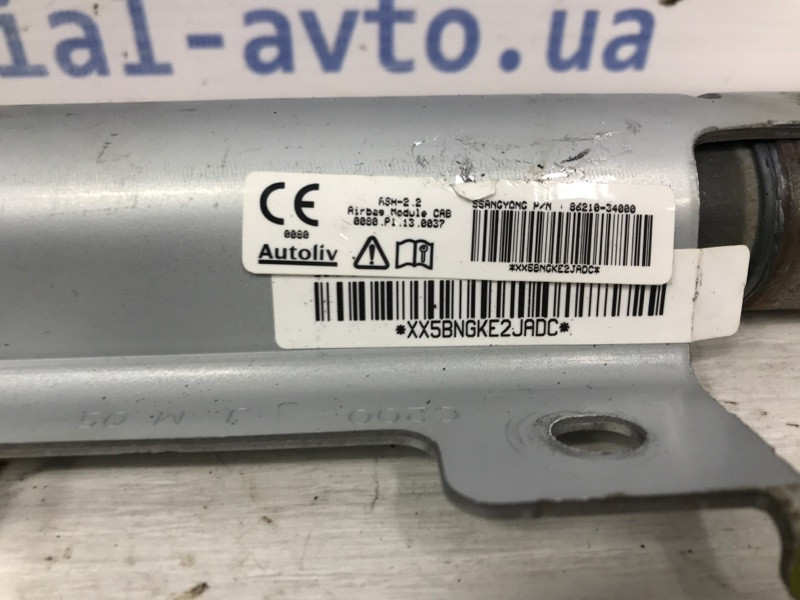 ial-avto.ua
CE
0080
ASH-2.2
Airbag Module CAB
0080.P1.13.0037
Autoliv
SSANGYONG P/N : 86210-34000
*XX5BNGKE2JADC*
*XX5BNGKE2JADC*